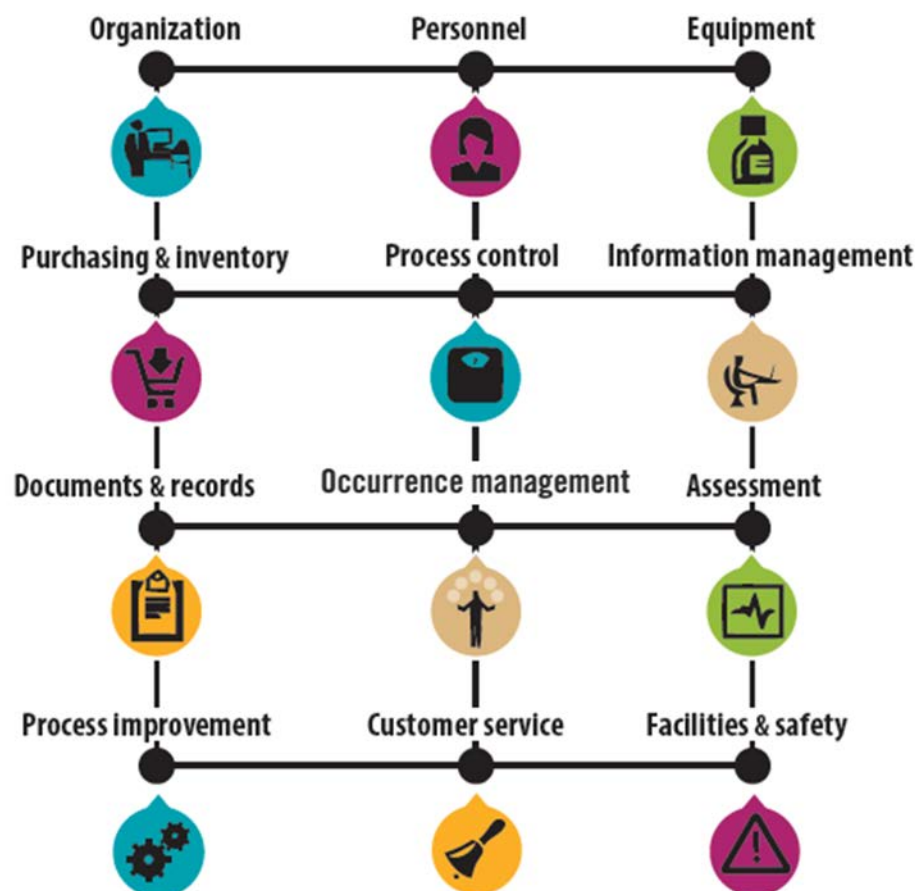 Organization
Personnel
Equipment
Purchasing & inventory
Process control
Information management
Documents & records
Occurrence management
Assessment
Process improvement
Customer service
Facilities & safety